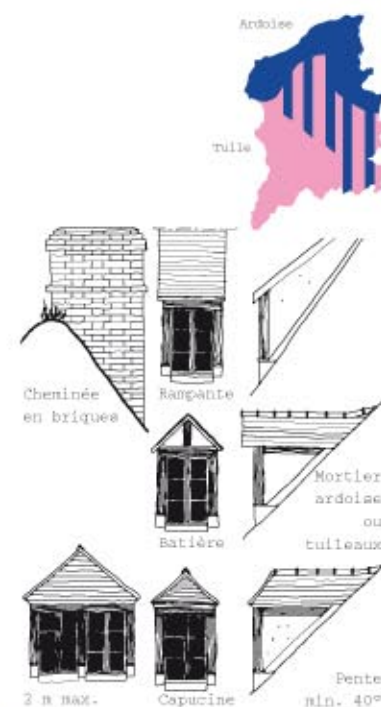 Ardoise
Tuile
Cheminée
en briques
Rampante
Batière
Mortier
ardoise
ou
tuileaux
2 m max.
Capucine
Pente
min. 40°